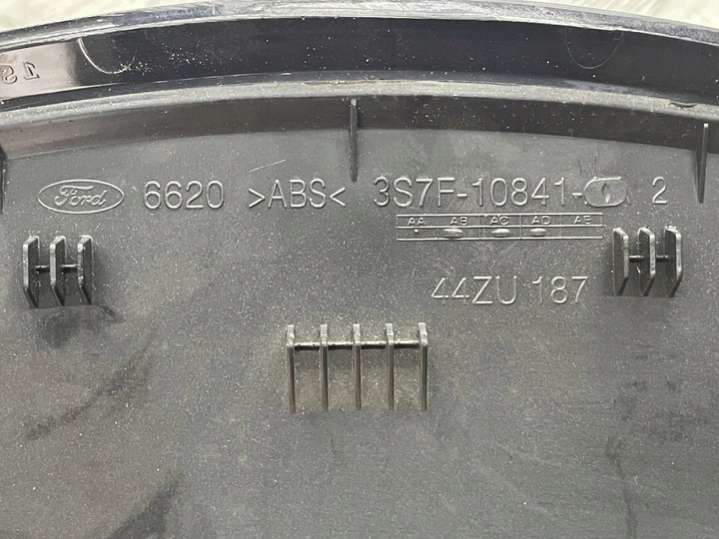 Ford 6620 >ABS< 3S7F-10841- 2
AA AB AC AD AE
44ZU 187